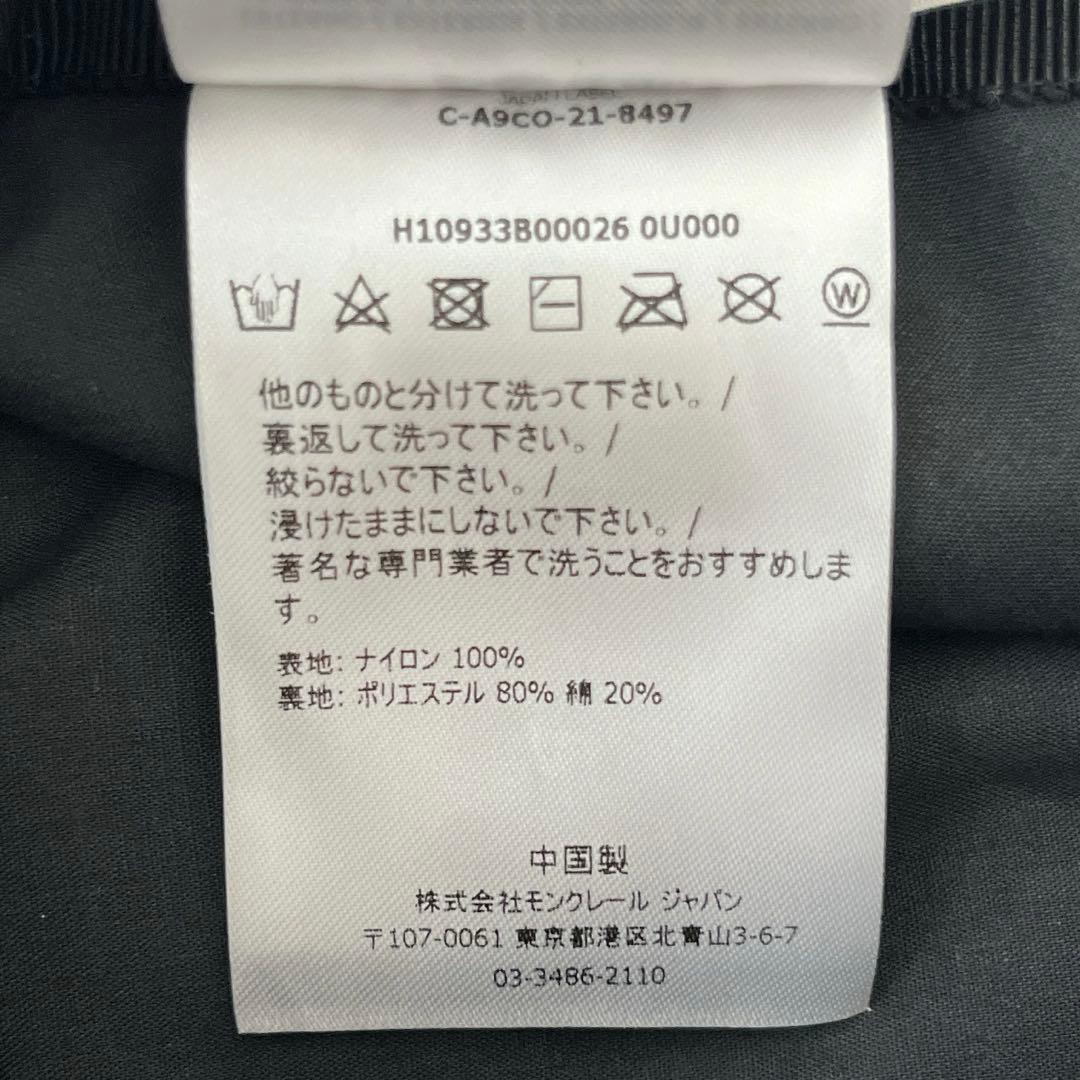 JAPAN LABEL
C-A9CO-21-8497
H10933B00026 0U000
W
他のものと分けて洗って下さい。/
裏返して洗って下さい。/
絞らないで下さい。/
浸けたままにしないで下さい。/
著名な専門業者で洗うことをおすすめしま
す。
表地: ナイロン 100%
裏地: ポリエステル 80% 綿 20%
中国製
株式会社モンクレール ジャパン
〒107-0061 東京都港区北青山3-6-7
03-3486-2110